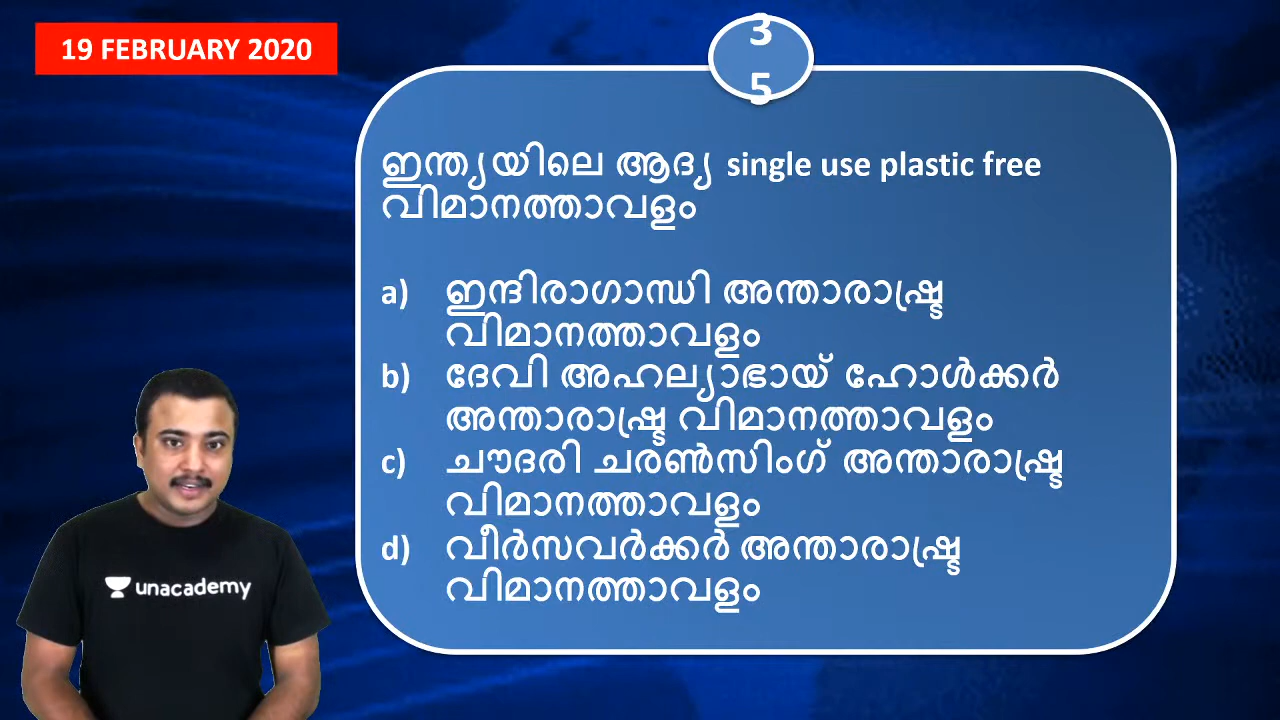 19 FEBRUARY 2020
3
5
ഇന്ത്യയിലെ ആദ്യ single use plastic free
വിമാനത്താവളം
a) ഇന്ദിരാഗാന്ധി അന്താരാഷ്ട്ര
വിമാനത്താവളം
b) ദേവി അഹല്യാഭായ് ഹോൾക്കർ
അന്താരാഷ്ട്ര വിമാനത്താവളം
c) ചൗദരി ചരൺസിംഗ് അന്താരാഷ്ട്ര
വിമാനത്താവളം
d) വീർസവർക്കർ അന്താരാഷ്ട്ര
വിമാനത്താവളം
unacademy